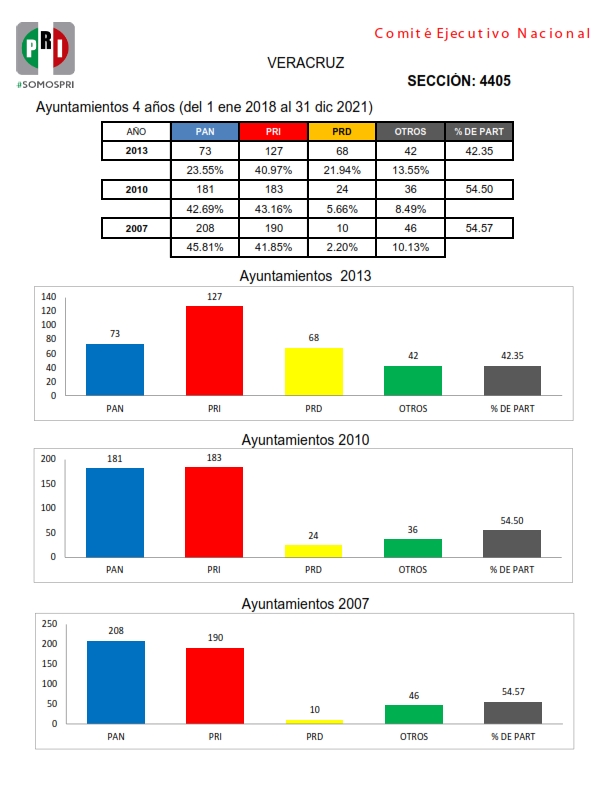 Comité Ejecutivo Nacional
PRI
#SOMOSPRI
VERACRUZ
SECCIÓN: 4405
Ayuntamientos 4 años (del 1 ene 2018 al 31 dic 2021)
AÑO PAN PRI PRD OTROS % DE PART
2013 73 127 68 42 42.35
23.55% 40.97% 21.94% 13.55%
2010 181 183 24 36 54.50
42.69% 43.16% 5.66% 8.49%
2007 208 190 10 46 54.57
45.81% 41.85% 2.20% 10.13%
Ayuntamientos 2013
140
120
100
80
60
40
20
0
73 127 68 42 42.35
PAN PRI PRD OTROS % DE PART
Ayuntamientos 2010
200
150
100
50
0
181 183 24 36 54.50
PAN PRI PRD OTROS % DE PART
Ayuntamientos 2007
250
200
150
100
50
0
208 190 10 46 54.57
PAN PRI PRD OTROS % DE PART